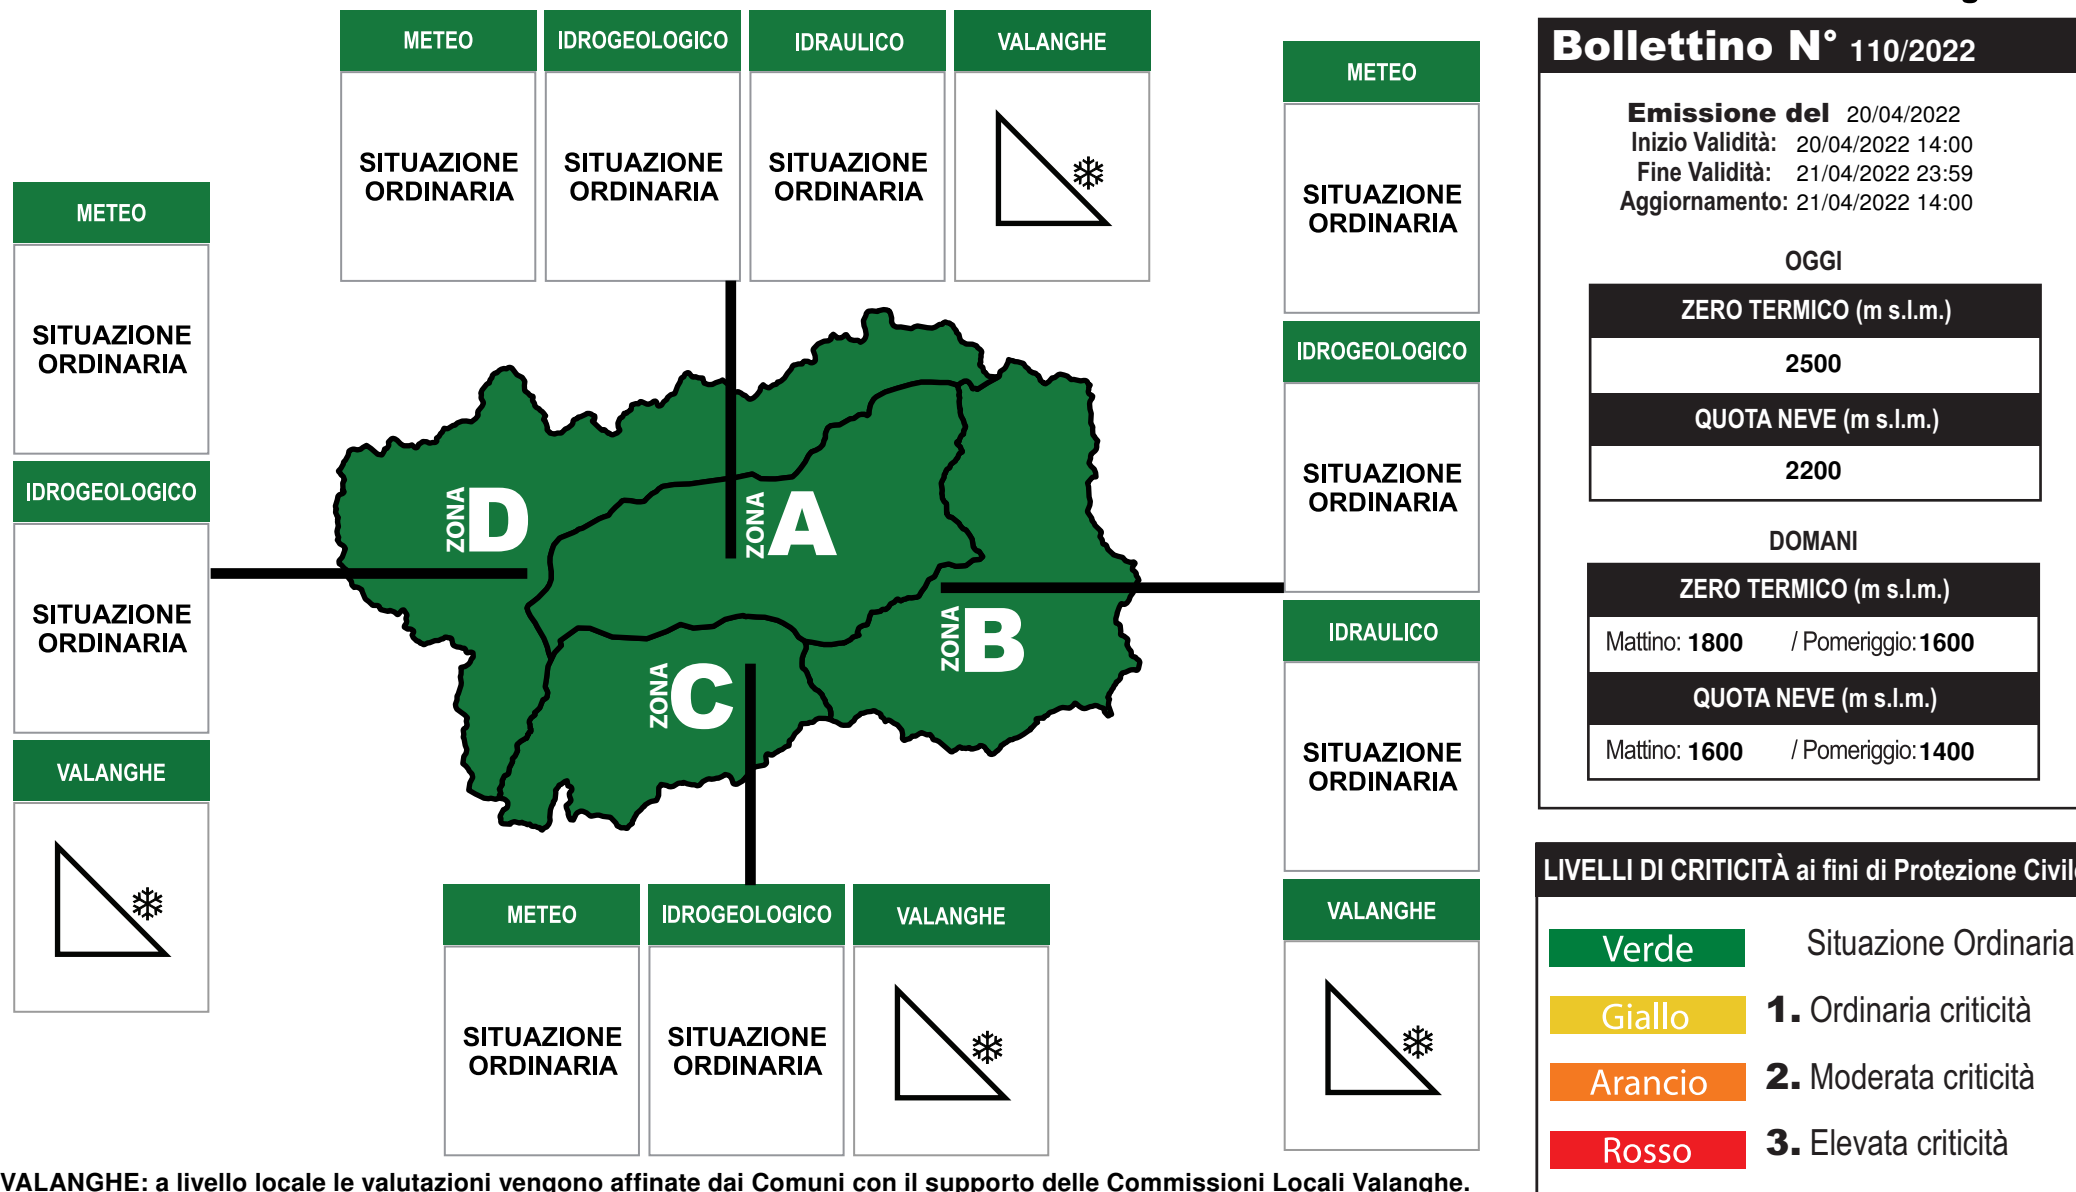 METEO
SITUAZIONE
ORDINARIA
IDROGEOLOGICO
SITUAZIONE
ORDINARIA
IDRAULICO
SITUAZIONE
ORDINARIA
VALANGHE
METEO
SITUAZIONE
ORDINARIA
IDROGEOLOGICO
SITUAZIONE
ORDINARIA
VALANGHE
ZONA D
ZONA A
ZONA B
ZONA C
METEO
SITUAZIONE
ORDINARIA
IDROGEOLOGICO
SITUAZIONE
ORDINARIA
IDRAULICO
SITUAZIONE
ORDINARIA
VALANGHE
METEO
SITUAZIONE
ORDINARIA
IDROGEOLOGICO
SITUAZIONE
ORDINARIA
VALANGHE
VALANGHE: a livello locale le valutazioni vengono affinate dai Comuni con il supporto delle Commissioni Locali Valanghe.
Bollettino N° 110/2022
Emissione del 20/04/2022
Inizio Validità: 20/04/2022 14:00
Fine Validità: 21/04/2022 23:59
Aggiornamento: 21/04/2022 14:00
OGGI
ZERO TERMICO (m s.l.m.)
2500
QUOTA NEVE (m s.l.m.)
2200
DOMANI
ZERO TERMICO (m s.l.m.)
Mattino: 1800 / Pomeriggio: 1600
QUOTA NEVE (m s.l.m.)
Mattino: 1600 / Pomeriggio: 1400
LIVELLI DI CRITICITÀ ai fini di Protezione Civile
Verde Situazione Ordinaria
Giallo 1. Ordinaria criticità
Arancio 2. Moderata criticità
Rosso 3. Elevata criticità